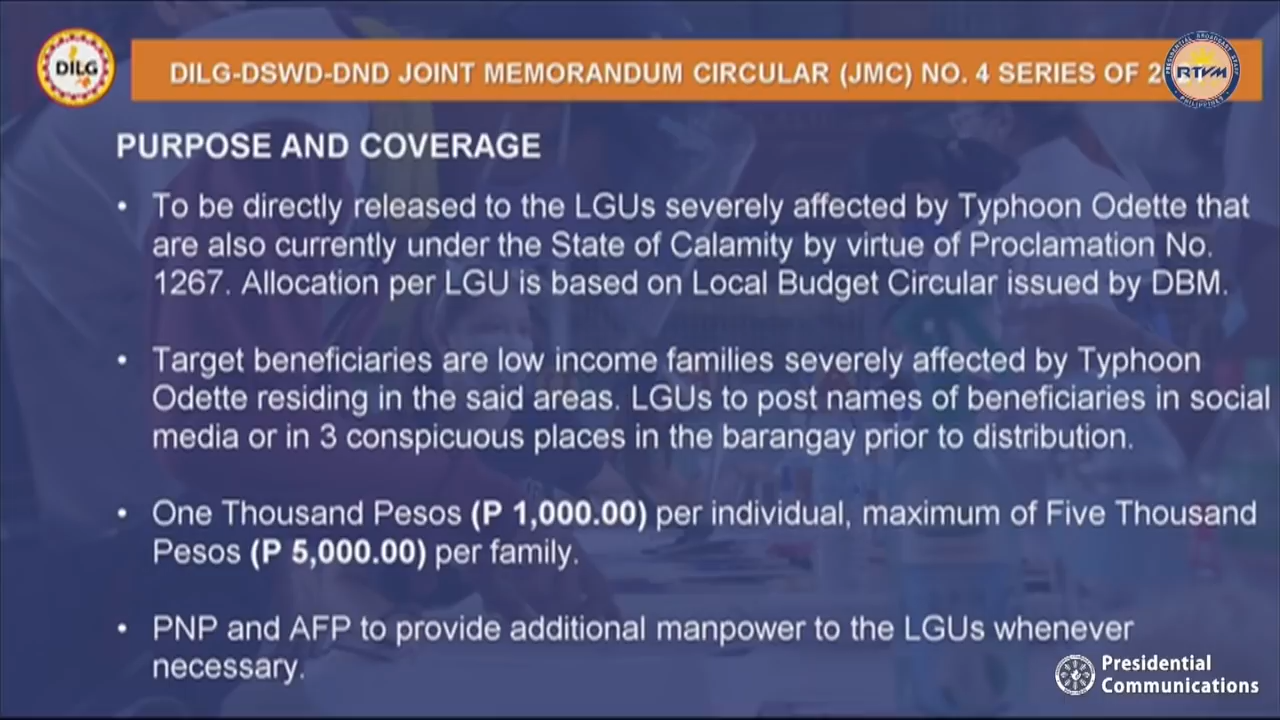 DILG
DILG-DSWD-DND JOINT MEMORANDUM CIRCULAR (JMC) NO. 4 SERIES OF 2
PRESIDENTIAL BROADCAST STAFF
RTVM
PHILIPPINES
PURPOSE AND COVERAGE
• To be directly released to the LGUs severely affected by Typhoon Odette that
are also currently under the State of Calamity by virtue of Proclamation No.
1267. Allocation per LGU is based on Local Budget Circular issued by DBM.
• Target beneficiaries are low income families severely affected by Typhoon
Odette residing in the said areas. LGUs to post names of beneficiaries in social
media or in 3 conspicuous places in the barangay prior to distribution.
• One Thousand Pesos (P 1,000.00) per individual, maximum of Five Thousand
Pesos (P 5,000.00) per family.
• PNP and AFP to provide additional manpower to the LGUs whenever
necessary.
Presidential
Communications